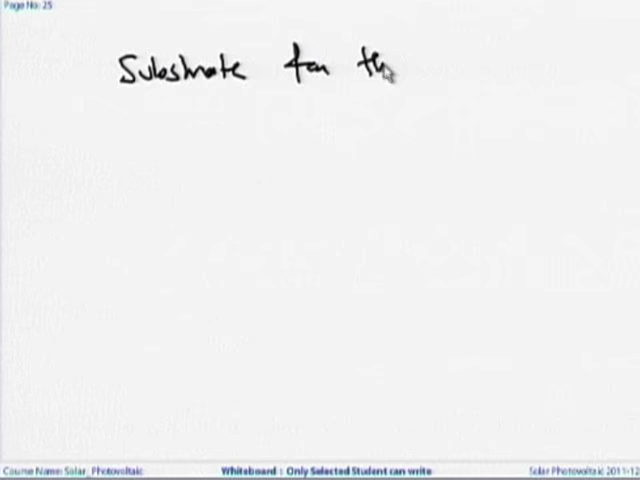 Page No: 25
Substrate for th
Course Name: Solar_Photovoltaic Whiteboard : Only Selected Student can write Solar Photovoltaic 2011-12